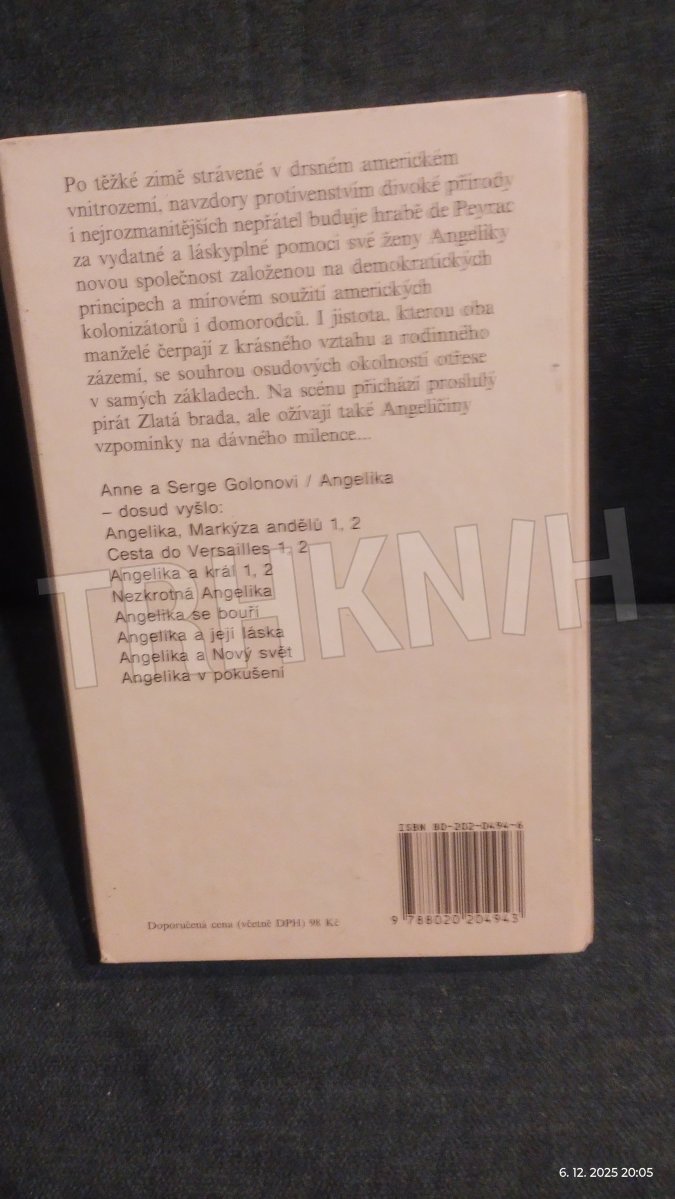 Po těžké zimě strávené v drsném americkém
vnitrozemí, navzdory protivenstvím divoké přírody
i nejrozmanitějších nepřátel buduje hrabě de Peyrac
za vydatné a láskyplné pomoci své ženy Angeliky
novou společnost založenou na demokratických
principech a mírovém soužití amerických
kolonizátorů i domorodců. I jistota, kterou oba
manželé čerpají z krásného vztahu a rodinného
zázemí, se souhrou osudových okolností otřese
v samých základech. Na scénu přichází proslulý
pirát Zlatá brada, ale ožívají také Angeličiny
vzpomínky na dávného milence...
Anne a Serge Golonovi / Angelika
– dosud vyšlo:
Angelika, Markýza andělů 1, 2
Cesta do Versailles 1, 2
Angelika a král 1, 2
Nezkrotná Angelika
Angelika se bouří
Angelika a její láska
Angelika a Nový svět
Angelika v pokušení
TRHKNIH
ISBN 80-202-0494-6
9 788020 204943
Doporučená cena (včetně DPH) 98 Kč
6. 12. 2025 20:05